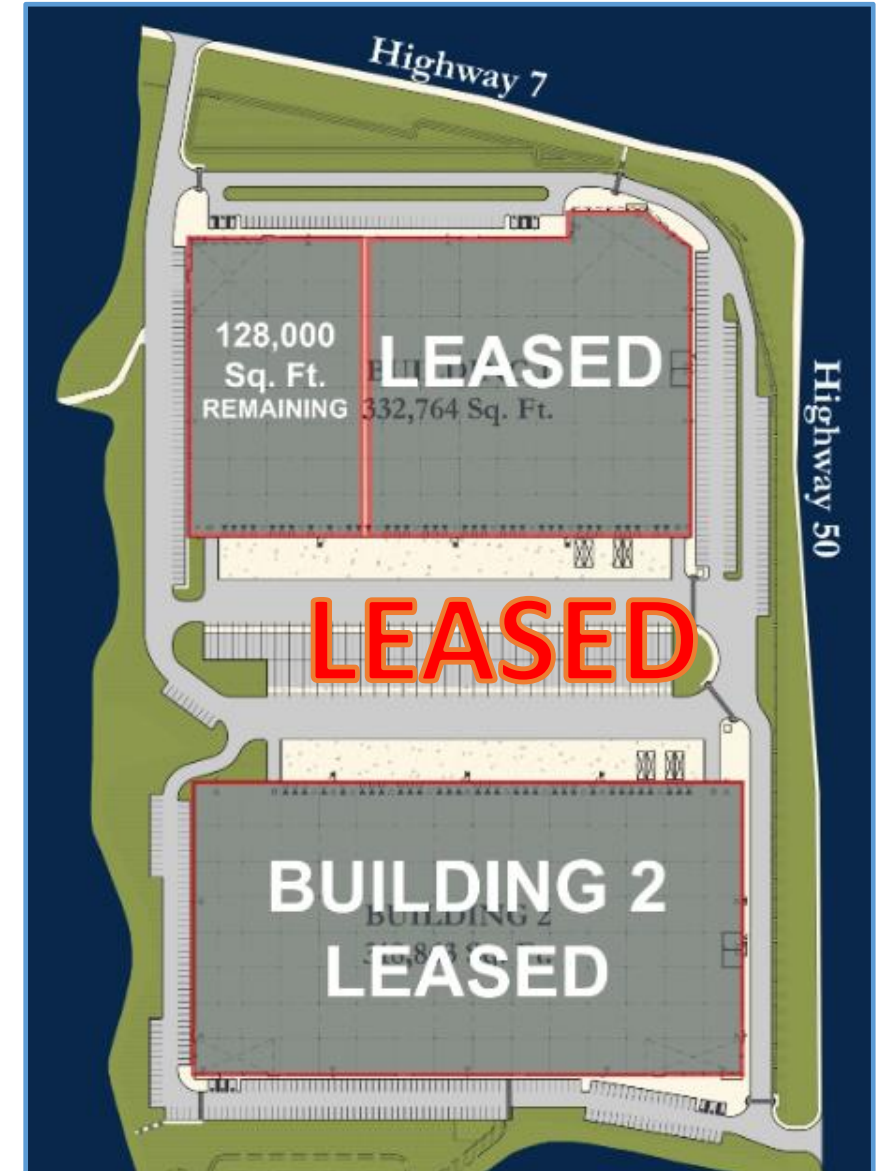 Highway 7
128,000
Sq. Ft.
REMAINING
LEASED
332,764 Sq. Ft.
Highway 50
LEASED
BUILDING 2
BUILDING 2
LEASED